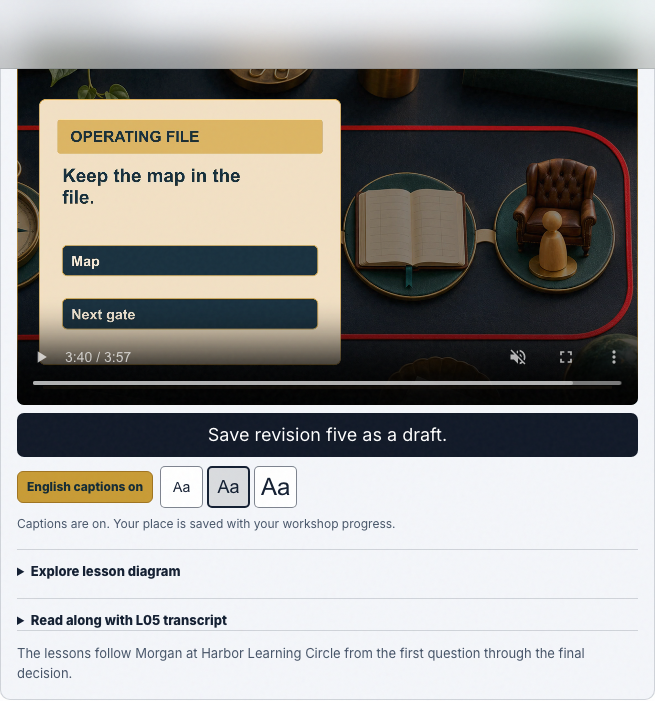 OPERATING FILE
Keep the map in the
file.
Map
Next gate
3:40 / 3:57
Save revision five as a draft.
English captions on
Aa
Aa
Aa
Captions are on. Your place is saved with your workshop progress.
Explore lesson diagram
Read along with L05 transcript
The lessons follow Morgan at Harbor Learning Circle from the first question through the final
decision.